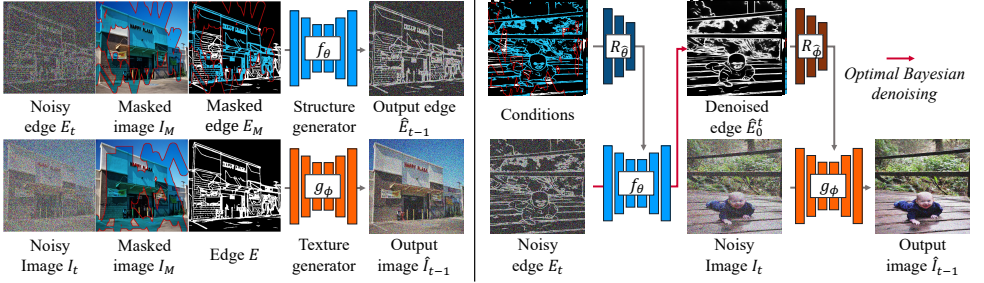 f_θ
Noisy edge E_t
Masked image I_M
Masked edge E_M
Structure generator
Output edge Ê_{t−1}
HAPPY PLACE
g_ϕ
Noisy Image I_t
Masked image I_M
Edge E
Texture generator
Output image Î_{t−1}
R_θ̂
R_ϕ̂
Optimal Bayesian denoising
Conditions
Denoised edge Ê_0^t
f_θ
g_ϕ
Noisy edge E_t
Noisy Image I_t
Output image Î_{t−1}